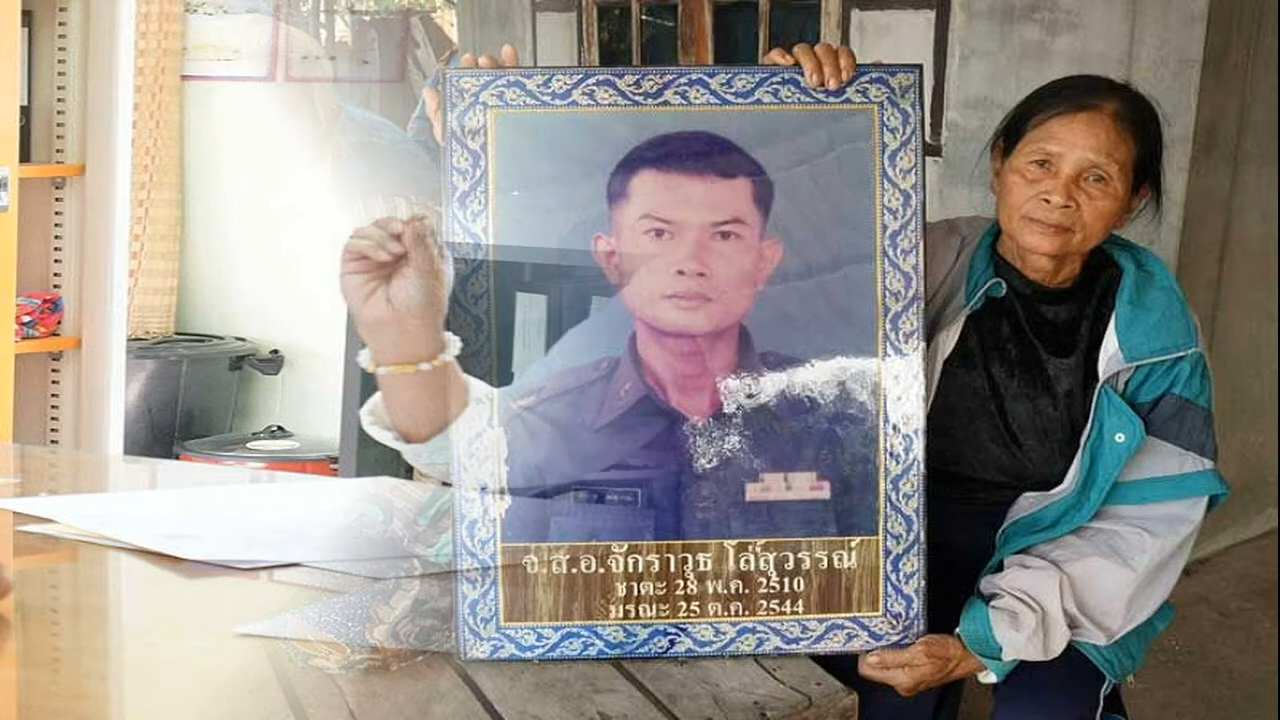 จ.ส.อ.จักราวุธ โล่สุวรรณ์
ชาตะ 28 พ.ค. 2510
มรณะ 25 ต.ค. 2544